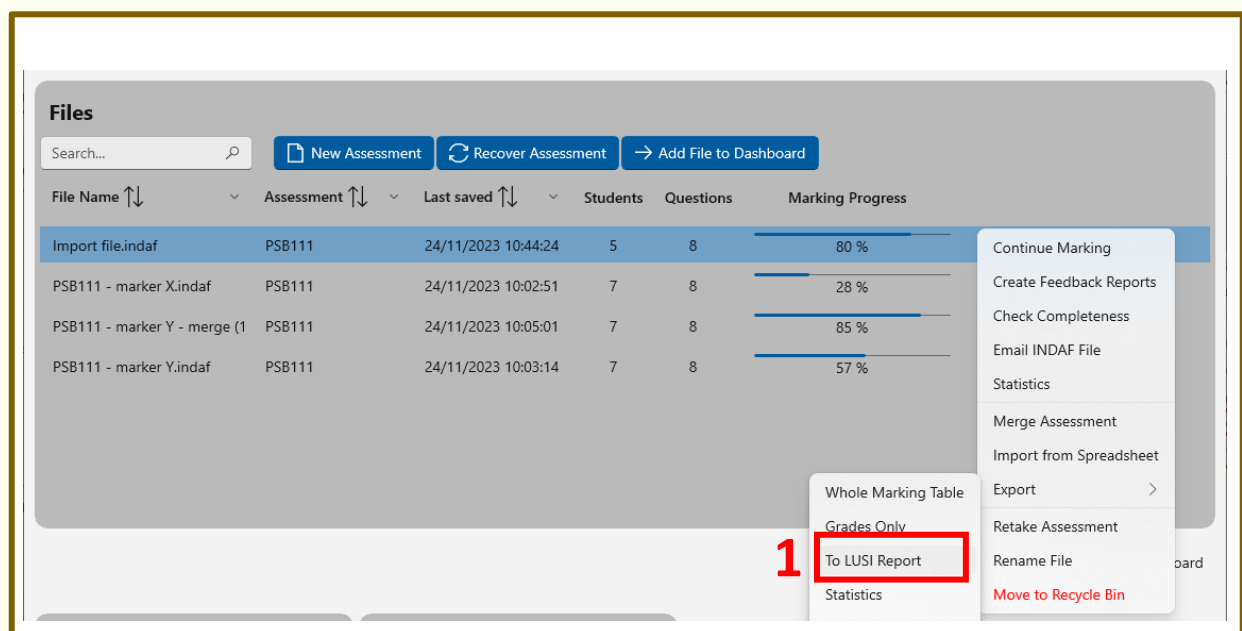 Files
Search...
New Assessment
Recover Assessment
Add File to Dashboard
File Name Assessment Last saved Students Questions Marking Progress
Import file.indaf PSB111 24/11/2023 10:44:24 5 8 80 %
PSB111 - marker X.indaf PSB111 24/11/2023 10:02:51 7 8 28 %
PSB111 - marker Y - merge (1 PSB111 24/11/2023 10:05:01 7 8 85 %
PSB111 - marker Y.indaf PSB111 24/11/2023 10:03:14 7 8 57 %
Continue Marking
Create Feedback Reports
Check Completeness
Email INDAF File
Statistics
Merge Assessment
Import from Spreadsheet
Export
Retake Assessment
Rename File
Move to Recycle Bin
Whole Marking Table
Grades Only
1 To LUSI Report
Statistics
oard